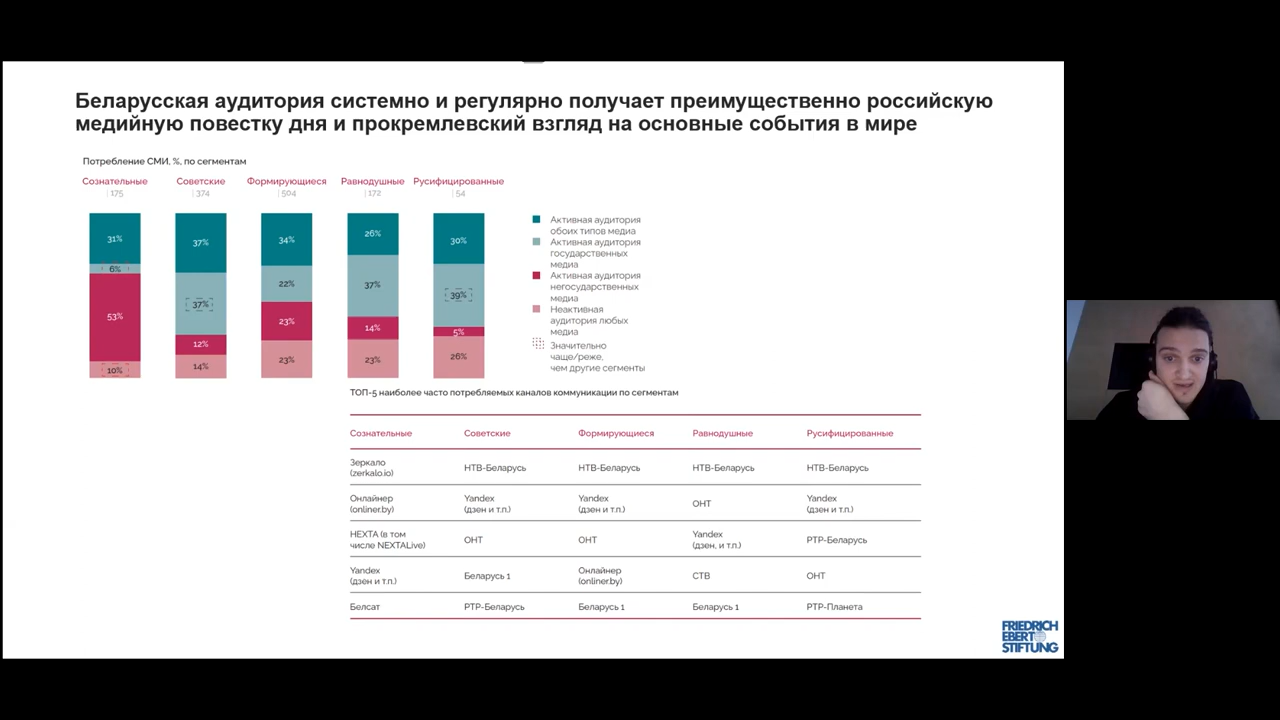 Беларусская аудитория системно и регулярно получает преимущественно российскую
медийную повестку дня и прокремлевский взгляд на основные события в мире
Потребление СМИ, %, по сегментам
Сознательные Советские Формирующиеся Равнодушные Русифицированные
175 374 504 172 54
31% 37% 34% 26% 30%
6% 37% 22% 37% 39%
53% 12% 23% 14% 5%
10% 14% 23% 23% 26%
Активная аудитория
обоих типов медиа
Активная аудитория
государственных
медиа
Активная аудитория
негосударственных
медиа
Неактивная
аудитория любых
медиа
Значительно
чаще/реже,
чем другие сегменты
ТОП-5 наиболее часто потребляемых каналов коммуникации по сегментам
Сознательные Советские Формирующиеся Равнодушные Русифицированные
Зеркало
(zerkalo.io) НТВ-Беларусь НТВ-Беларусь НТВ-Беларусь НТВ-Беларусь
Онлайнер Yandex Yandex ОНТ Yandex
(onliner.by) (дзен и т.п.) (дзен и т.п.) (дзен и т.п.)
НЕХТА (в том ОНТ ОНТ Yandex РТР-Беларусь
числе NEXTALive) (дзен, и т.п.)
Yandex Беларусь 1 Онлайнер СТВ ОНТ
(дзен и т.п.) (onliner.by)
Белсат РТР-Беларусь Беларусь 1 Беларусь 1 РТР-Планета
FRIEDRICH
EBERT
STIFTUNG